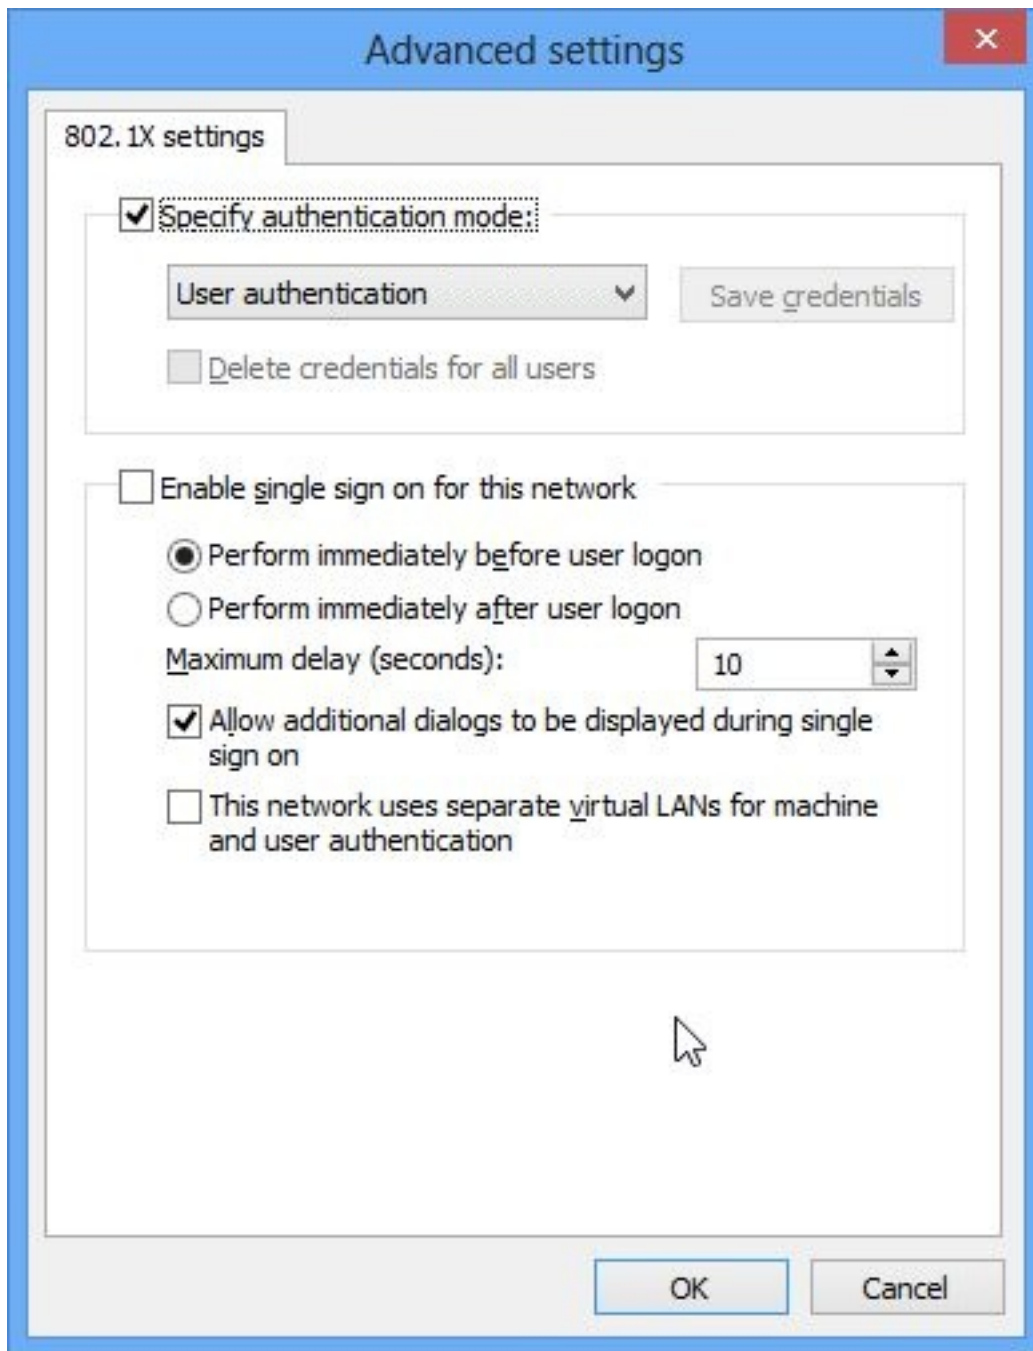 Advanced settings
802.1X settings
Specify authentication mode:
User authentication
Save credentials
Delete credentials for all users
Enable single sign on for this network
Perform immediately before user logon
Perform immediately after user logon
Maximum delay (seconds):
10
Allow additional dialogs to be displayed during single
sign on
This network uses separate virtual LANs for machine
and user authentication
OK
Cancel